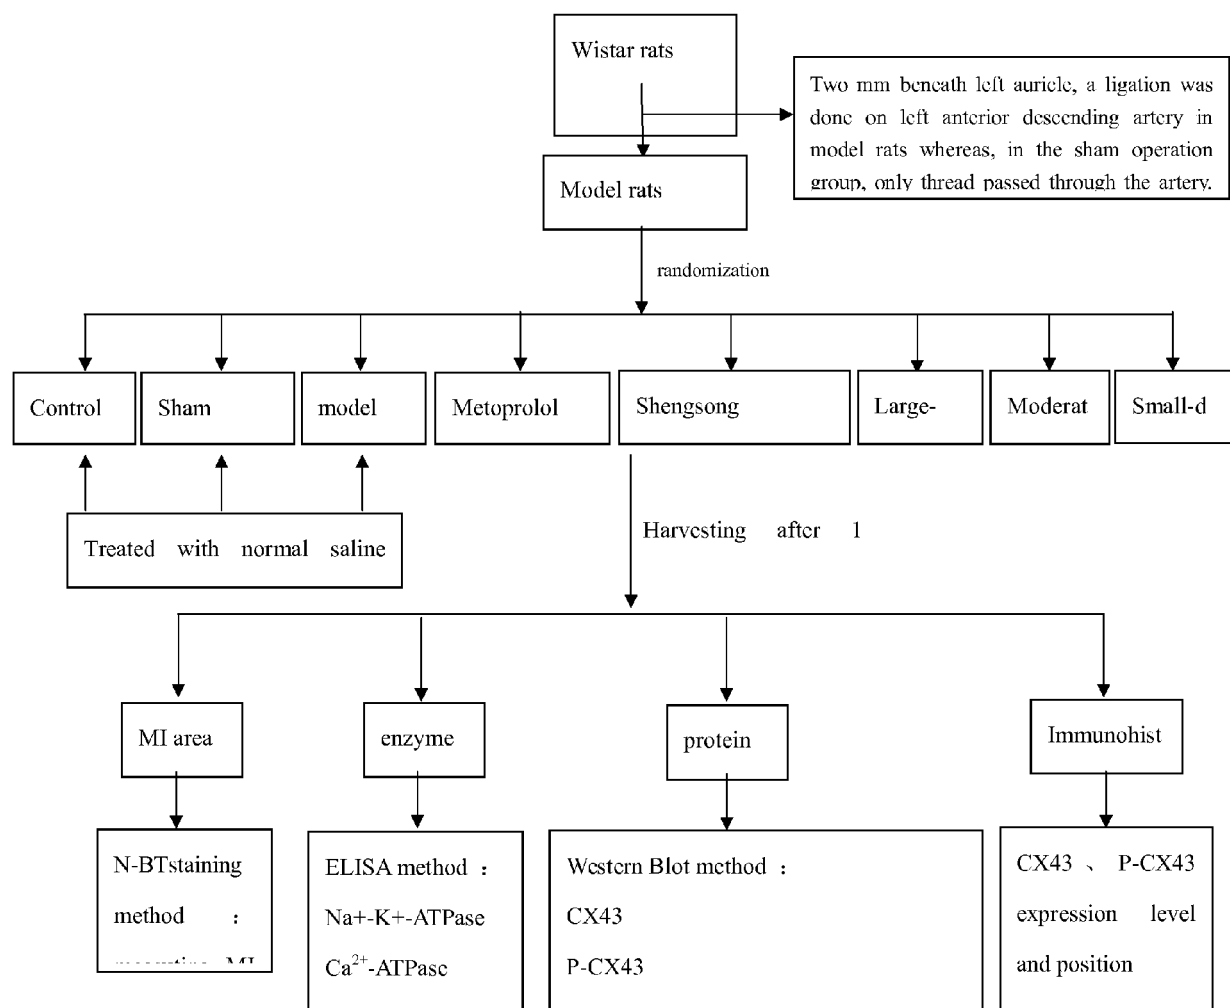 Wistar rats
Two mm beneath left auricle, a ligation was
done on left anterior descending artery in
model rats whereas, in the sham operation
group, only thread passed through the artery.
Model rats
randomization
Control
Sham
model
Metoprolol
Shengsong
Large-
Moderat
Small-d
Treated with normal saline
Harvesting after 1
MI area
enzyme
protein
Immunohist
N-BTstaining
method :
MI
ELISA method :
Na+-K+-ATPase
Ca²⁺-ATPase
Western Blot method :
CX43
P-CX43
CX43 、 P-CX43
expression level
and position